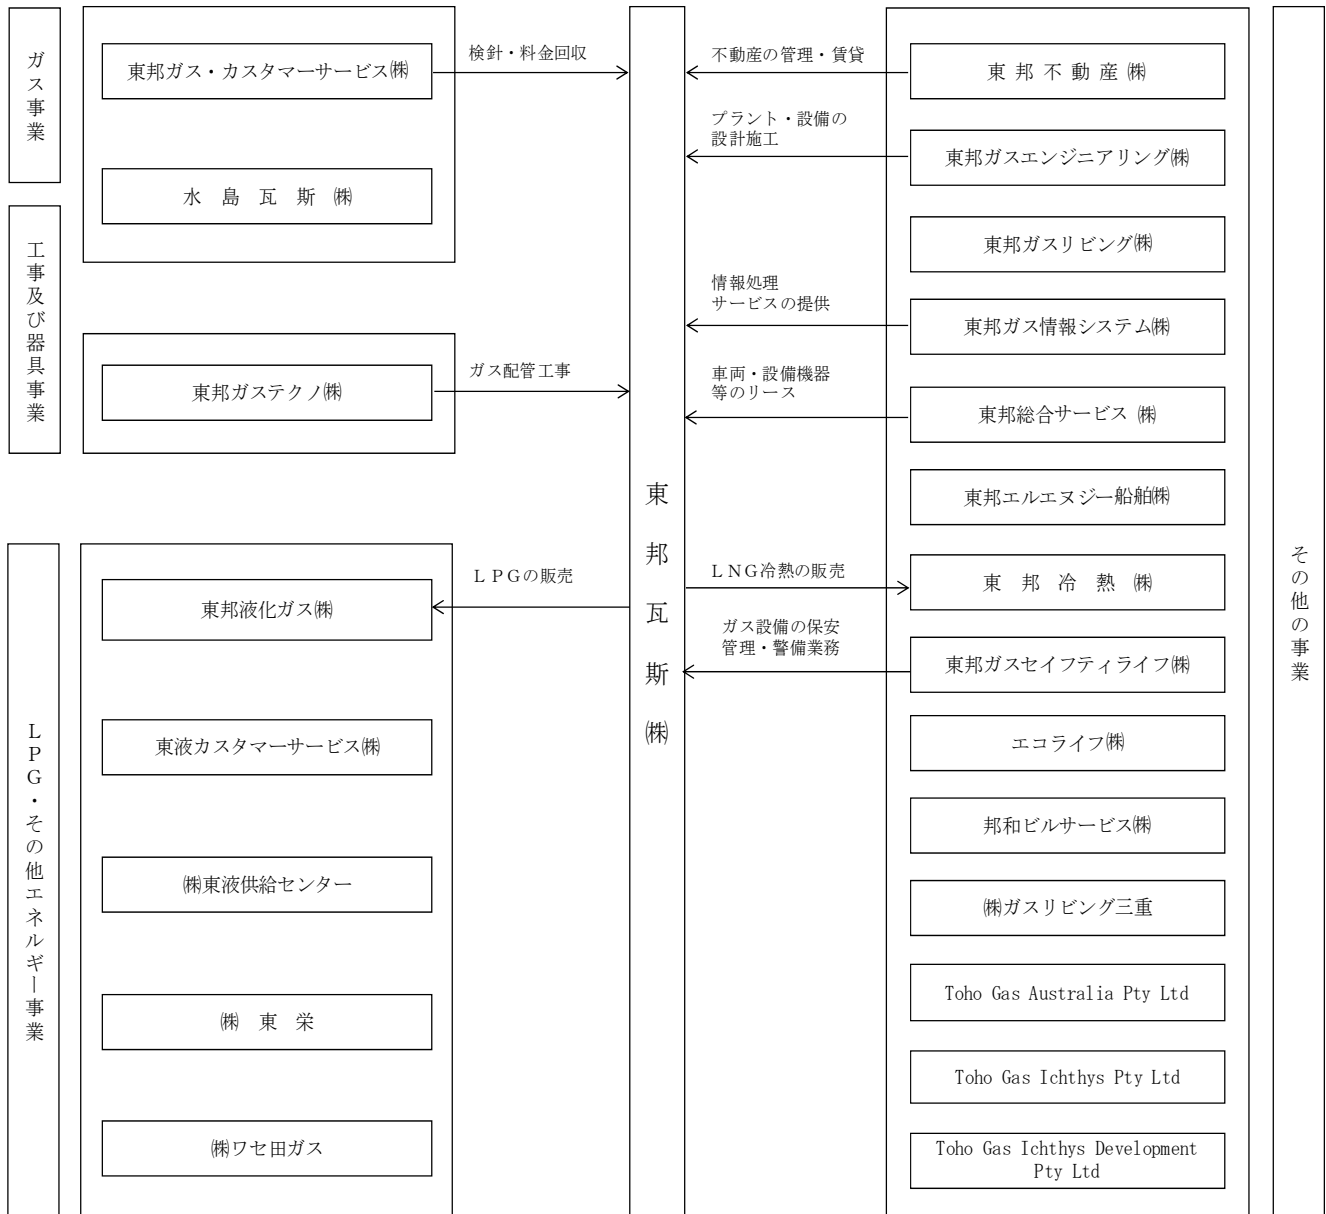 ガス事業
東邦ガス・カスタマーサービス㈱
検針・料金回収
水島瓦斯㈱
工事及び器具事業
東邦ガステクノ㈱
ガス配管工事
LPG・その他エネルギー事業
東邦液化ガス㈱
ＬＰＧの販売
東液カスタマーサービス㈱
㈱東液供給センター
㈱東栄
㈱ワセ田ガス
東邦瓦斯㈱
不動産の管理・賃貸
東邦不動産㈱
プラント・設備の
設計施工
東邦ガスエンジニアリング㈱
東邦ガスリビング㈱
情報処理
サービスの提供
東邦ガス情報システム㈱
車両・設備機器
等のリース
東邦総合サービス㈱
東邦エルエヌジー船舶㈱
ＬＮＧ冷熱の販売
東邦冷熱㈱
ガス設備の保安
管理・警備業務
東邦ガスセイフティライフ㈱
エコライフ㈱
邦和ビルサービス㈱
㈱ガスリビング三重
Toho Gas Australia Pty Ltd
Toho Gas Ichthys Pty Ltd
Toho Gas Ichthys Development
Pty Ltd
その他の事業